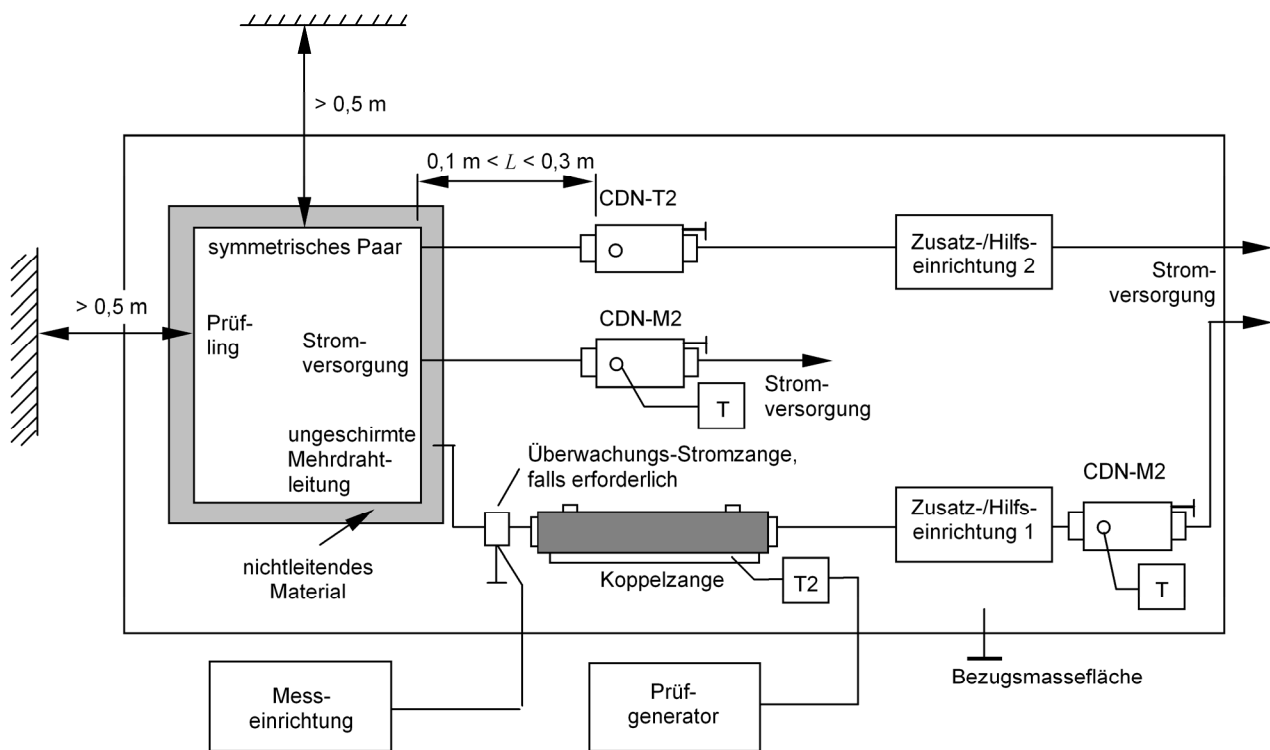 > 0,5 m
0,1 m < L < 0,3 m
CDN-T2
symmetrisches Paar
Zusatz-/Hilfs-
einrichtung 2
Strom-
versorgung
> 0,5 m
Prüf-
ling
Strom-
versorgung
CDN-M2
T
Strom-
versorgung
ungeschirmte
Mehrdraht-
leitung
Überwachungs-Stromzange,
falls erforderlich
CDN-M2
Zusatz-/Hilfs-
einrichtung 1
nichtleitendes
Material
Koppelzange
T2
T
Bezugsmassefläche
Mess-
einrichtung
Prüf-
generator